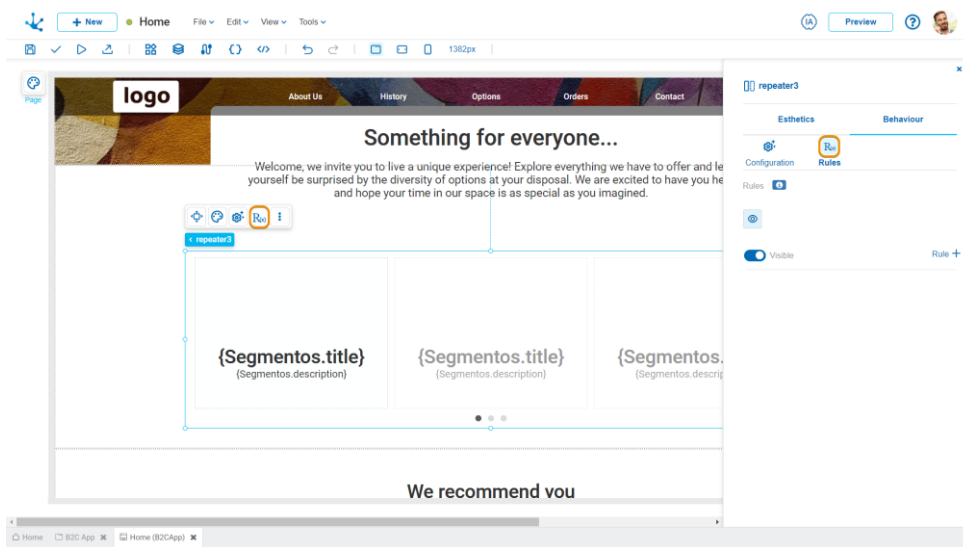 + New
Home
File
Edit
View
Tools
IA
Preview
?
1382px
Page
logo
About Us
History
Options
Orders
Contact
Something for everyone...
Welcome, we invite you to live a unique experience! Explore everything we have to offer and le
yourself be surprised by the diversity of options at your disposal. We are excited to have you he
and hope your time in our space is as special as you imagined.
R(x)
< repeater3
{Segmentos.title}
{Segmentos.title}
{Segmentos.
{Segmentos.description}
{Segmentos.description}
{Segmentos.descrip
We recommend you
repeater3
Esthetics
Behaviour
Configuration
R(x)
Rules
Rules
Visible
Rule +
Home
B2C App
Home (B2CApp)